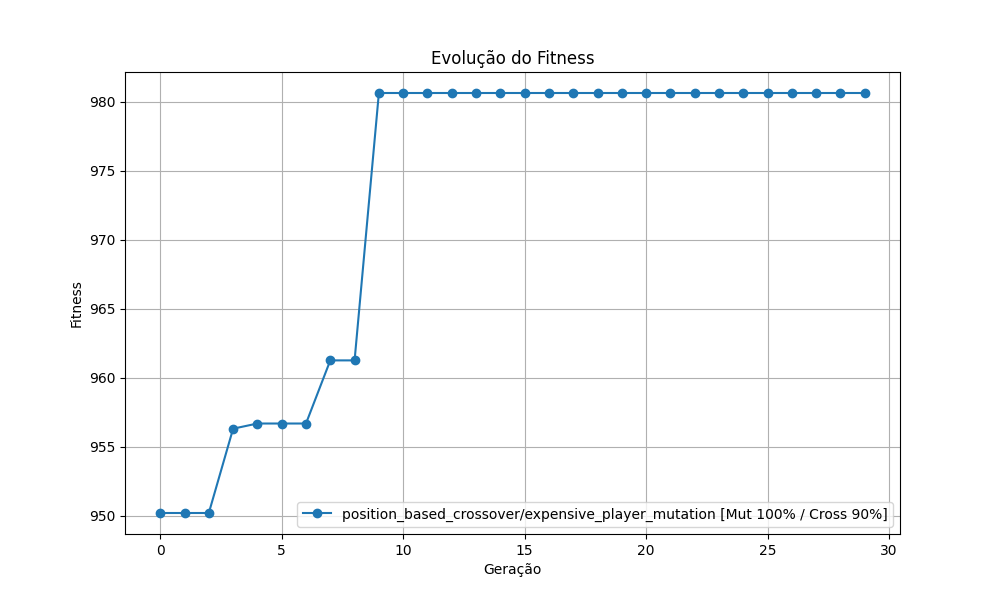 Evolução do Fitness
Fitness
980
975
970
965
960
955
950
position_based_crossover/expensive_player_mutation [Mut 100% / Cross 90%]
0 5 10 15 20 25 30
Geração